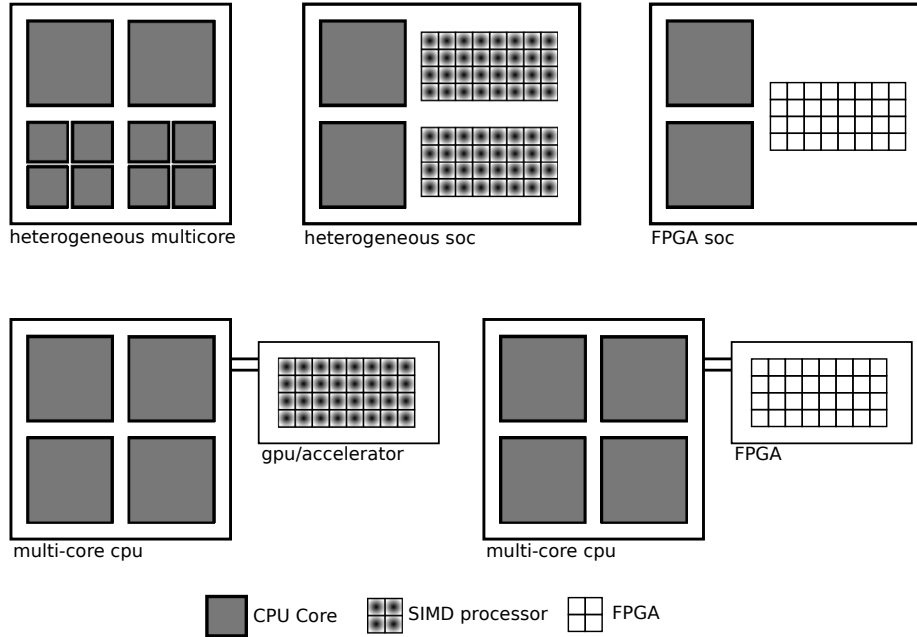 heterogeneous multicore
heterogeneous soc
FPGA soc
gpu/accelerator
FPGA
multi-core cpu
multi-core cpu
CPU Core
SIMD processor
FPGA